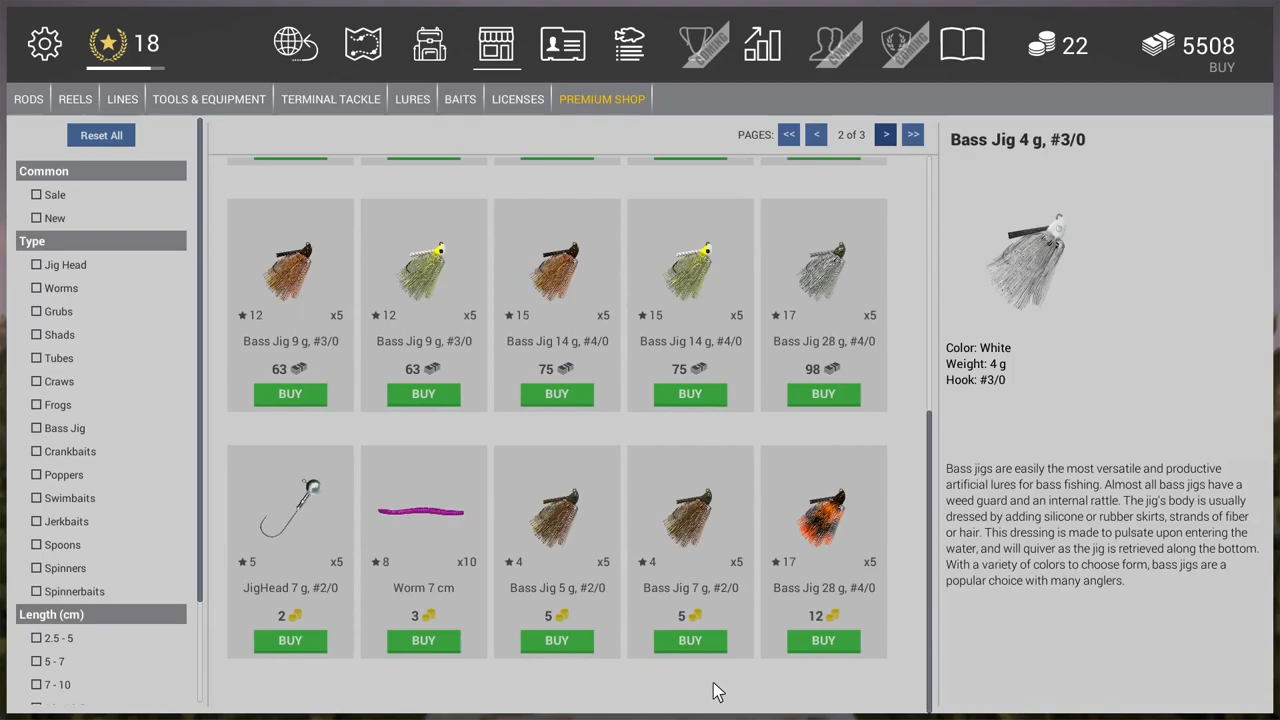 18
COMING
COMING
COMING
22
5508
BUY
RODS
REELS
LINES
TOOLS & EQUIPMENT
TERMINAL TACKLE
LURES
BAITS
LICENSES
PREMIUM SHOP
Reset All
Common
Sale
New
Type
Jig Head
Worms
Grubs
Shads
Tubes
Craws
Frogs
Bass Jig
Crankbaits
Poppers
Swimbaits
Jerkbaits
Spoons
Spinners
Spinnerbaits
Length (cm)
2.5 - 5
5 - 7
7 - 10
PAGES: << < 2 of 3 > >>
12 x5
Bass Jig 9 g, #3/0
63
BUY
12 x5
Bass Jig 9 g, #3/0
63
BUY
15 x5
Bass Jig 14 g, #4/0
75
BUY
15 x5
Bass Jig 14 g, #4/0
75
BUY
17 x5
Bass Jig 28 g, #4/0
98
BUY
5 x5
JigHead 7 g, #2/0
2
BUY
8 x10
Worm 7 cm
3
BUY
4 x5
Bass Jig 5 g, #2/0
5
BUY
4 x5
Bass Jig 7 g, #2/0
5
BUY
17 x5
Bass Jig 28 g, #4/0
12
BUY
Bass Jig 4 g, #3/0
Color: White
Weight: 4 g
Hook: #3/0
Bass jigs are easily the most versatile and productive
artificial lures for bass fishing. Almost all bass jigs have a
weed guard and an internal rattle. The jig's body is usually
dressed by adding silicone or rubber skirts, strands of fiber
or hair. This dressing is made to pulsate upon entering the
water, and will quiver as the jig is retrieved along the bottom.
With a variety of colors to choose form, bass jigs are a
popular choice with many anglers.